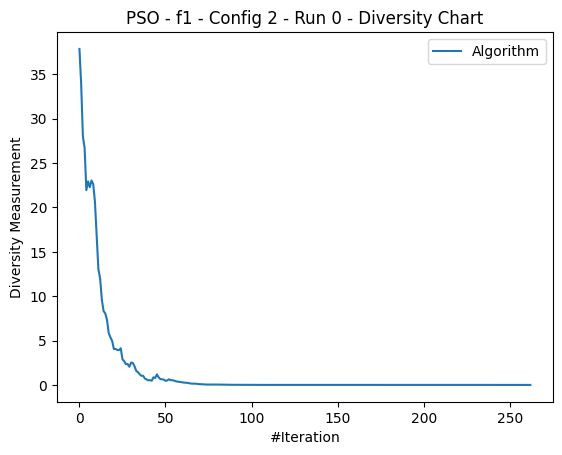 PSO - f1 - Config 2 - Run 0 - Diversity Chart
Algorithm
Diversity Measurement
35
30
25
20
15
10
5
0
0 50 100 150 200 250
#Iteration